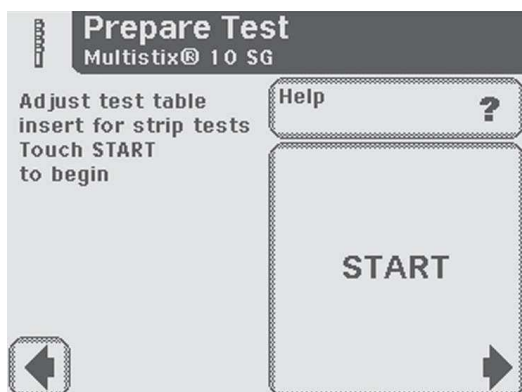 Prepare Test
Multistix® 10 SG
Adjust test table
insert for strip tests
Touch START
to begin
Help
?
START